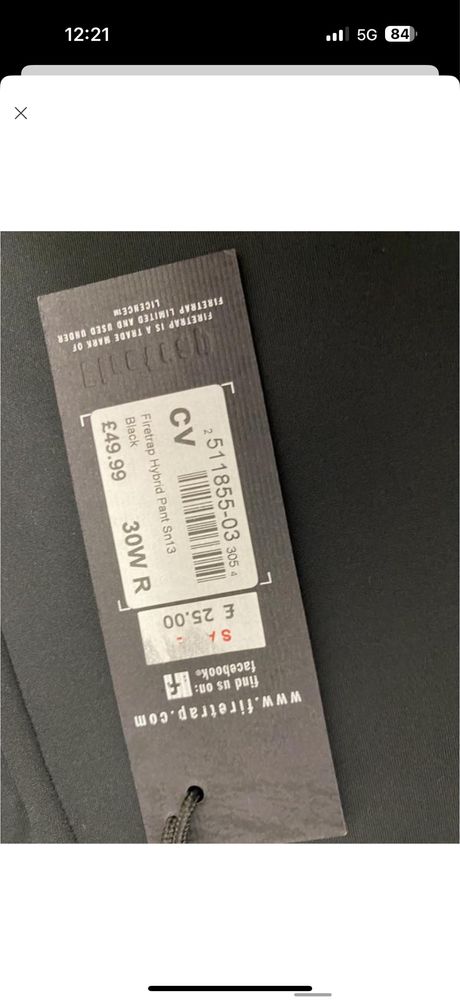 12:21
5G 84
FIRETRAP IS A TRADE MARK OF
FIRETRAP LIMITED AND USED UNDER
LICENCE™
CV
2 511855-03 305 4
Firetrap Hybrid Pant Sn13
Black
£49.99 30W R
£ 25.00
find us on:
facebook®
www.firetrap.com